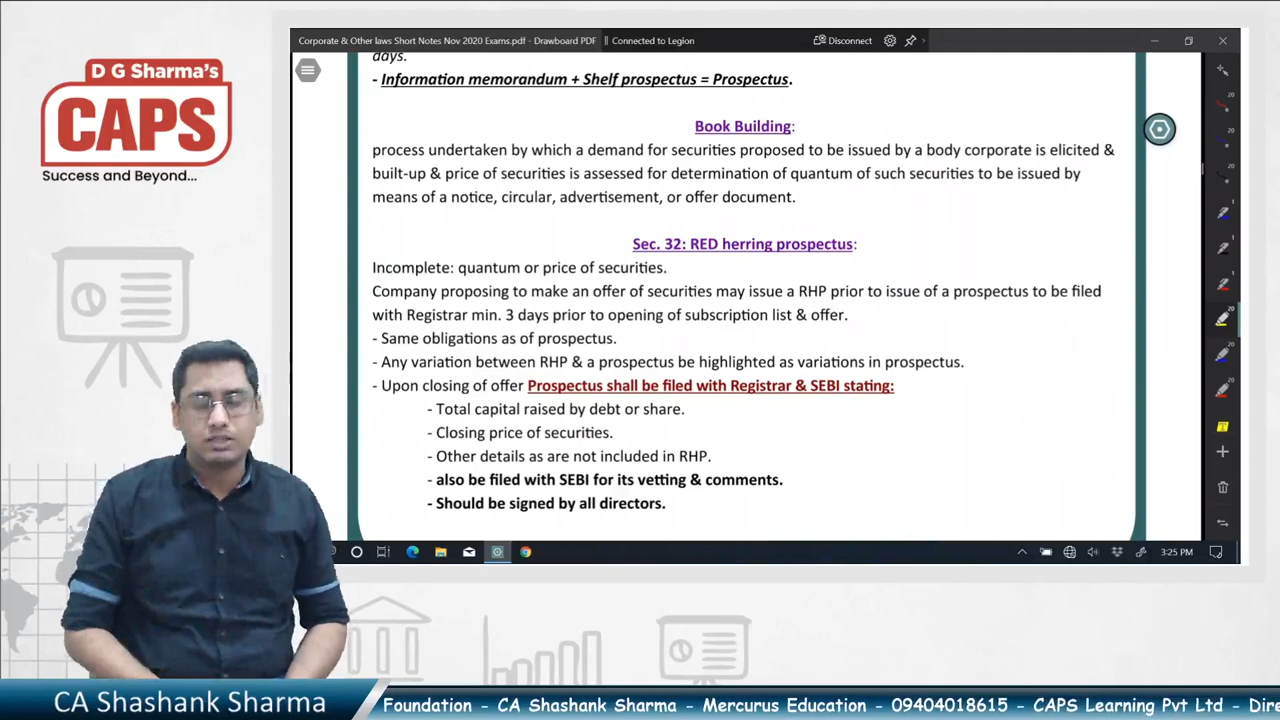 D G Sharma's
CAPS
Success and Beyond...
Corporate & Other laws Short Notes Nov 2020 Exams.pdf - Drawboard PDF
Connected to Legion
Disconnect
days.
- Information memorandum + Shelf prospectus = Prospectus.
Book Building:
process undertaken by which a demand for securities proposed to be issued by a body corporate is elicited &
built-up & price of securities is assessed for determination of quantum of such securities to be issued by
means of a notice, circular, advertisement, or offer document.
Sec. 32: RED herring prospectus:
Incomplete: quantum or price of securities.
Company proposing to make an offer of securities may issue a RHP prior to issue of a prospectus to be filed
with Registrar min. 3 days prior to opening of subscription list & offer.
- Same obligations as of prospectus.
- Any variation between RHP & a prospectus be highlighted as variations in prospectus.
- Upon closing of offer Prospectus shall be filed with Registrar & SEBI stating:
- Total capital raised by debt or share.
- Closing price of securities.
- Other details as are not included in RHP.
- also be filed with SEBI for its vetting & comments.
- Should be signed by all directors.
20
20
20
1
1
1
20
20
20
3:25 PM
CA Shashank Sharma
Foundation - CA Shashank Sharma - Mercurus Education - 09404018615 - CAPS Learning Pvt Ltd - Dire